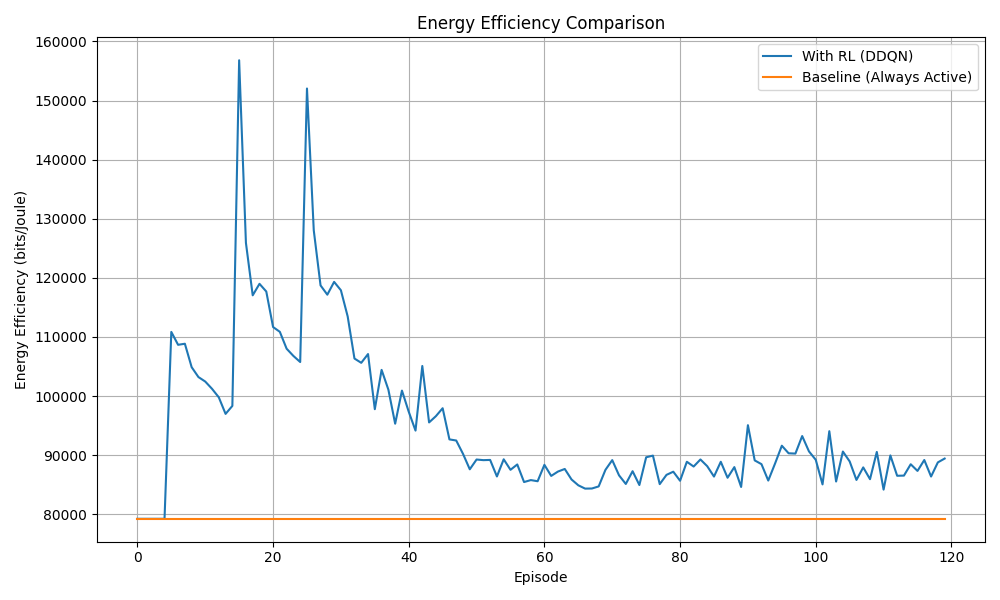 Energy Efficiency Comparison
With RL (DDQN)
Baseline (Always Active)
Energy Efficiency (bits/Joule)
160000
150000
140000
130000
120000
110000
100000
90000
80000
0 20 40 60 80 100 120
Episode